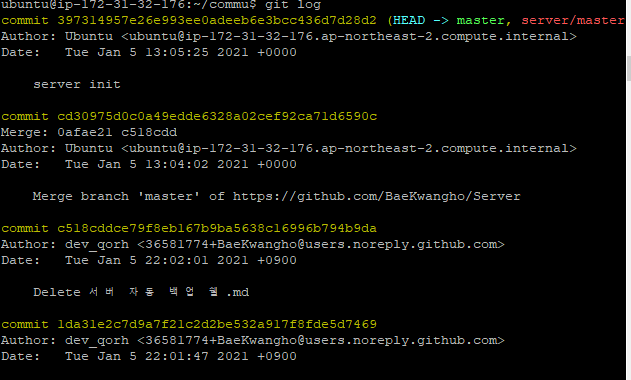 ubuntu@ip-172-31-32-176:~/commu$ git log
commit 397314957e26e993ee0adeeb6e3bcc436d7d28d2 (HEAD -> master, server/master
Author: Ubuntu <ubuntu@ip-172-31-32-176.ap-northeast-2.compute.internal>
Date:   Tue Jan 5 13:05:25 2021 +0000
server init
commit cd30975d0c0a49edde6328a02cef92ca71d6590c
Merge: 0afae21 c518cdd
Author: Ubuntu <ubuntu@ip-172-31-32-176.ap-northeast-2.compute.internal>
Date:   Tue Jan 5 13:04:02 2021 +0000
Merge branch 'master' of https://github.com/BaeKwangho/Server
commit c518cddce79f8eb167b9ba5638c16996b794b9da
Author: dev_qorh <36581774+BaeKwangho@users.noreply.github.com>
Date:   Tue Jan 5 22:02:01 2021 +0900
Delete 서버 자동 백업 쉘.md
commit 1da31e2c7d9a7f21c2d2be532a917f8fde5d7469
Author: dev_qorh <36581774+BaeKwangho@users.noreply.github.com>
Date:   Tue Jan 5 22:01:47 2021 +0900